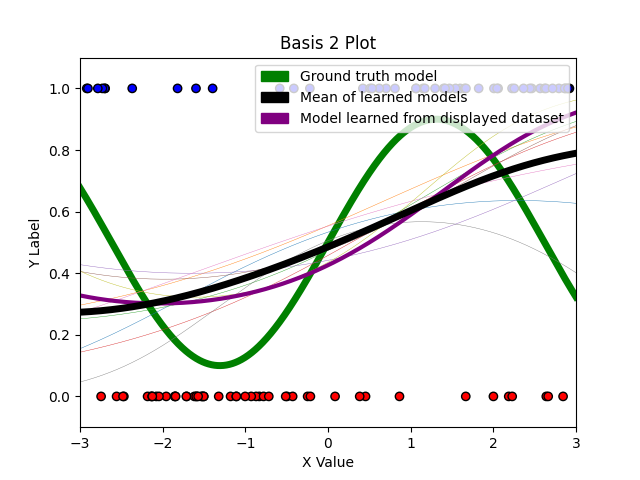 Basis 2 Plot
Ground truth model
Mean of learned models
Model learned from displayed dataset
Y Label
1.0
0.8
0.6
0.4
0.2
0.0
−3
−2
−1
0
1
2
3
X Value